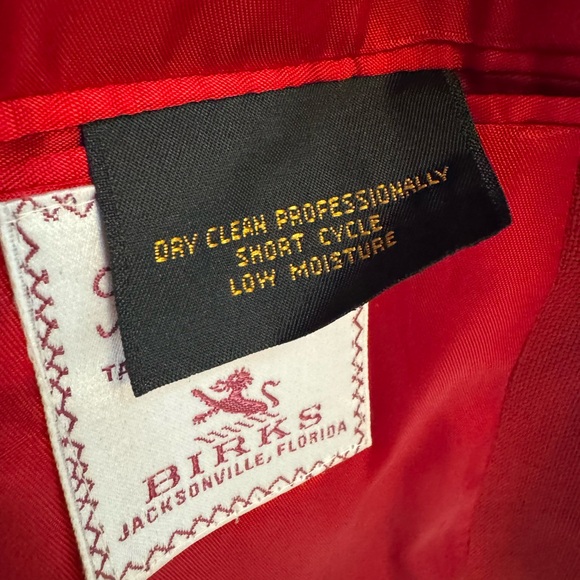 DRY CLEAN PROFESSIONALLY
SHORT CYCLE
LOW MOISTURE
BIRKS
JACKSONVILLE, FLORIDA